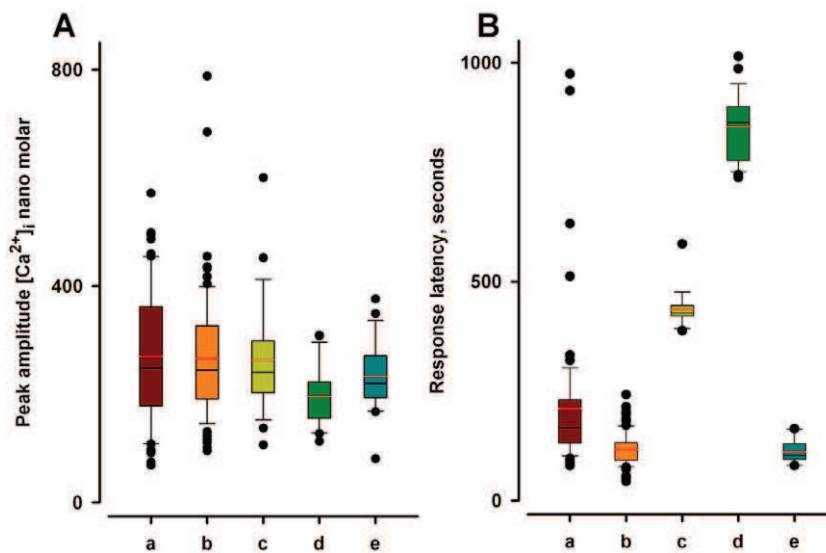 A
Peak amplitude [Ca²⁺]ᵢ nano molar
800
400
0
a b c d e
B
Response latency, seconds
1000
500
0
a b c d e